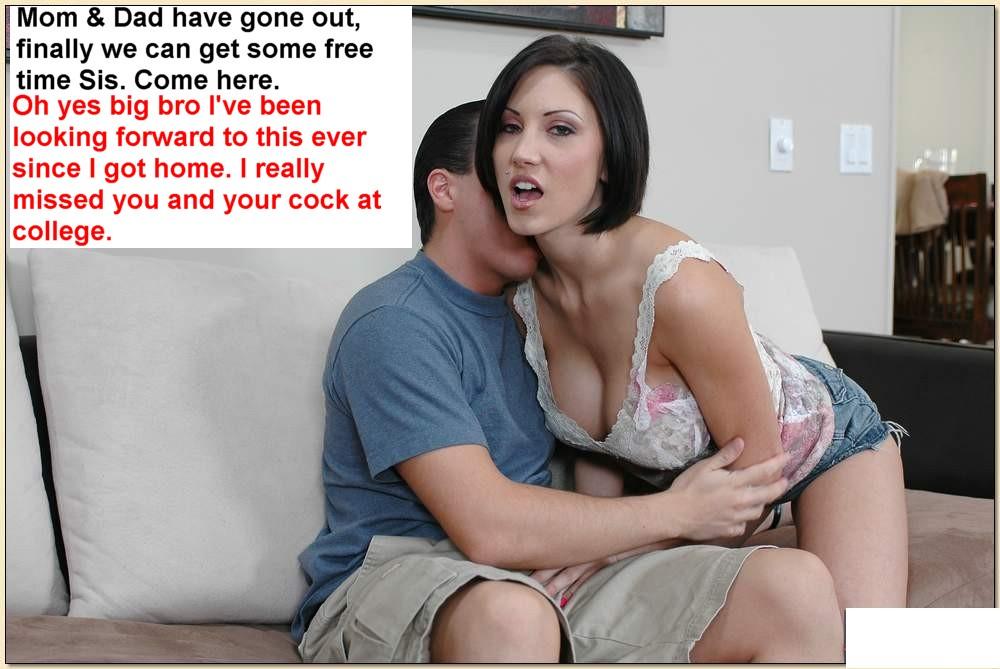 Mom & Dad have gone out,
finally we can get some free
time Sis. Come here.
Oh yes big bro I've been
looking forward to this ever
since I got home. I really
missed you and your cock at
college.